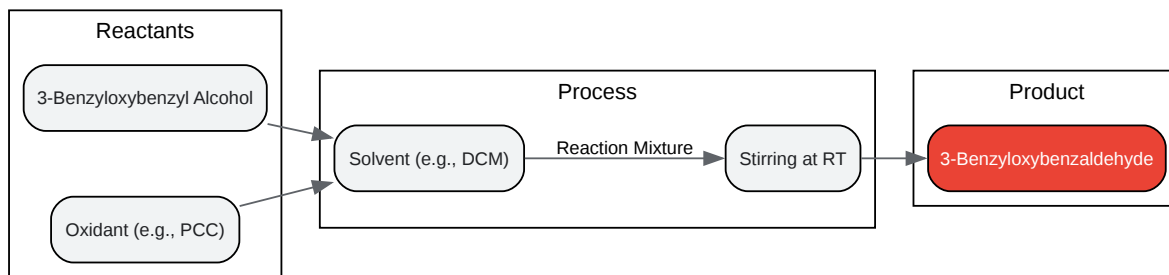 Reactants
3-Benzyloxybenzyl Alcohol
Oxidant (e.g., PCC)
Process
Solvent (e.g., DCM)
Reaction Mixture
Stirring at RT
Product
3-Benzyloxybenzaldehyde